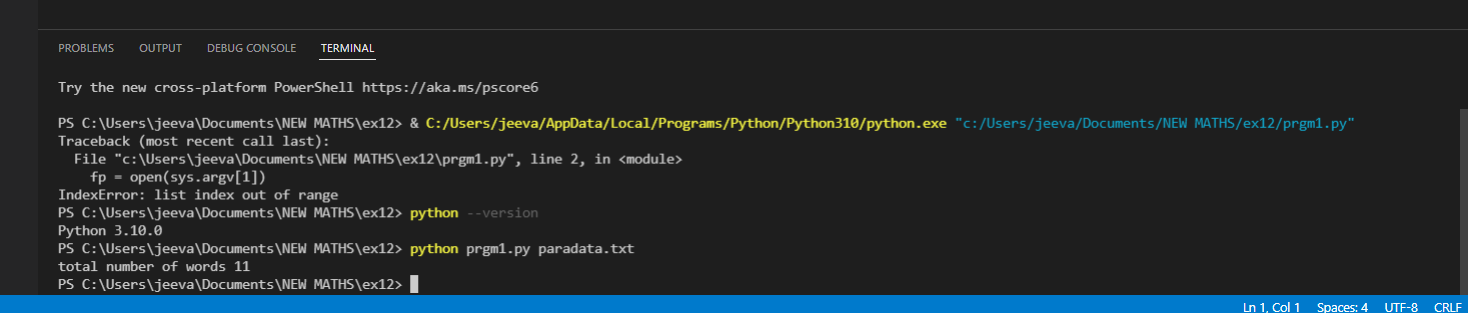 PROBLEMS OUTPUT DEBUG CONSOLE TERMINAL
Try the new cross-platform PowerShell https://aka.ms/pscore6
PS C:\Users\jeeva\Documents\NEW MATHS\ex12> & C:/Users/jeeva/AppData/Local/Programs/Python/Python310/python.exe "c:/Users/jeeva/Documents/NEW MATHS/ex12/prgm1.py"
Traceback (most recent call last):
  File "c:\Users\jeeva\Documents\NEW MATHS\ex12\prgm1.py", line 2, in <module>
    fp = open(sys.argv[1])
IndexError: list index out of range
PS C:\Users\jeeva\Documents\NEW MATHS\ex12> python --version
Python 3.10.0
PS C:\Users\jeeva\Documents\NEW MATHS\ex12> python prgm1.py paradata.txt
total number of words 11
PS C:\Users\jeeva\Documents\NEW MATHS\ex12>
Ln 1, Col 1 Spaces: 4 UTF-8 CRLF